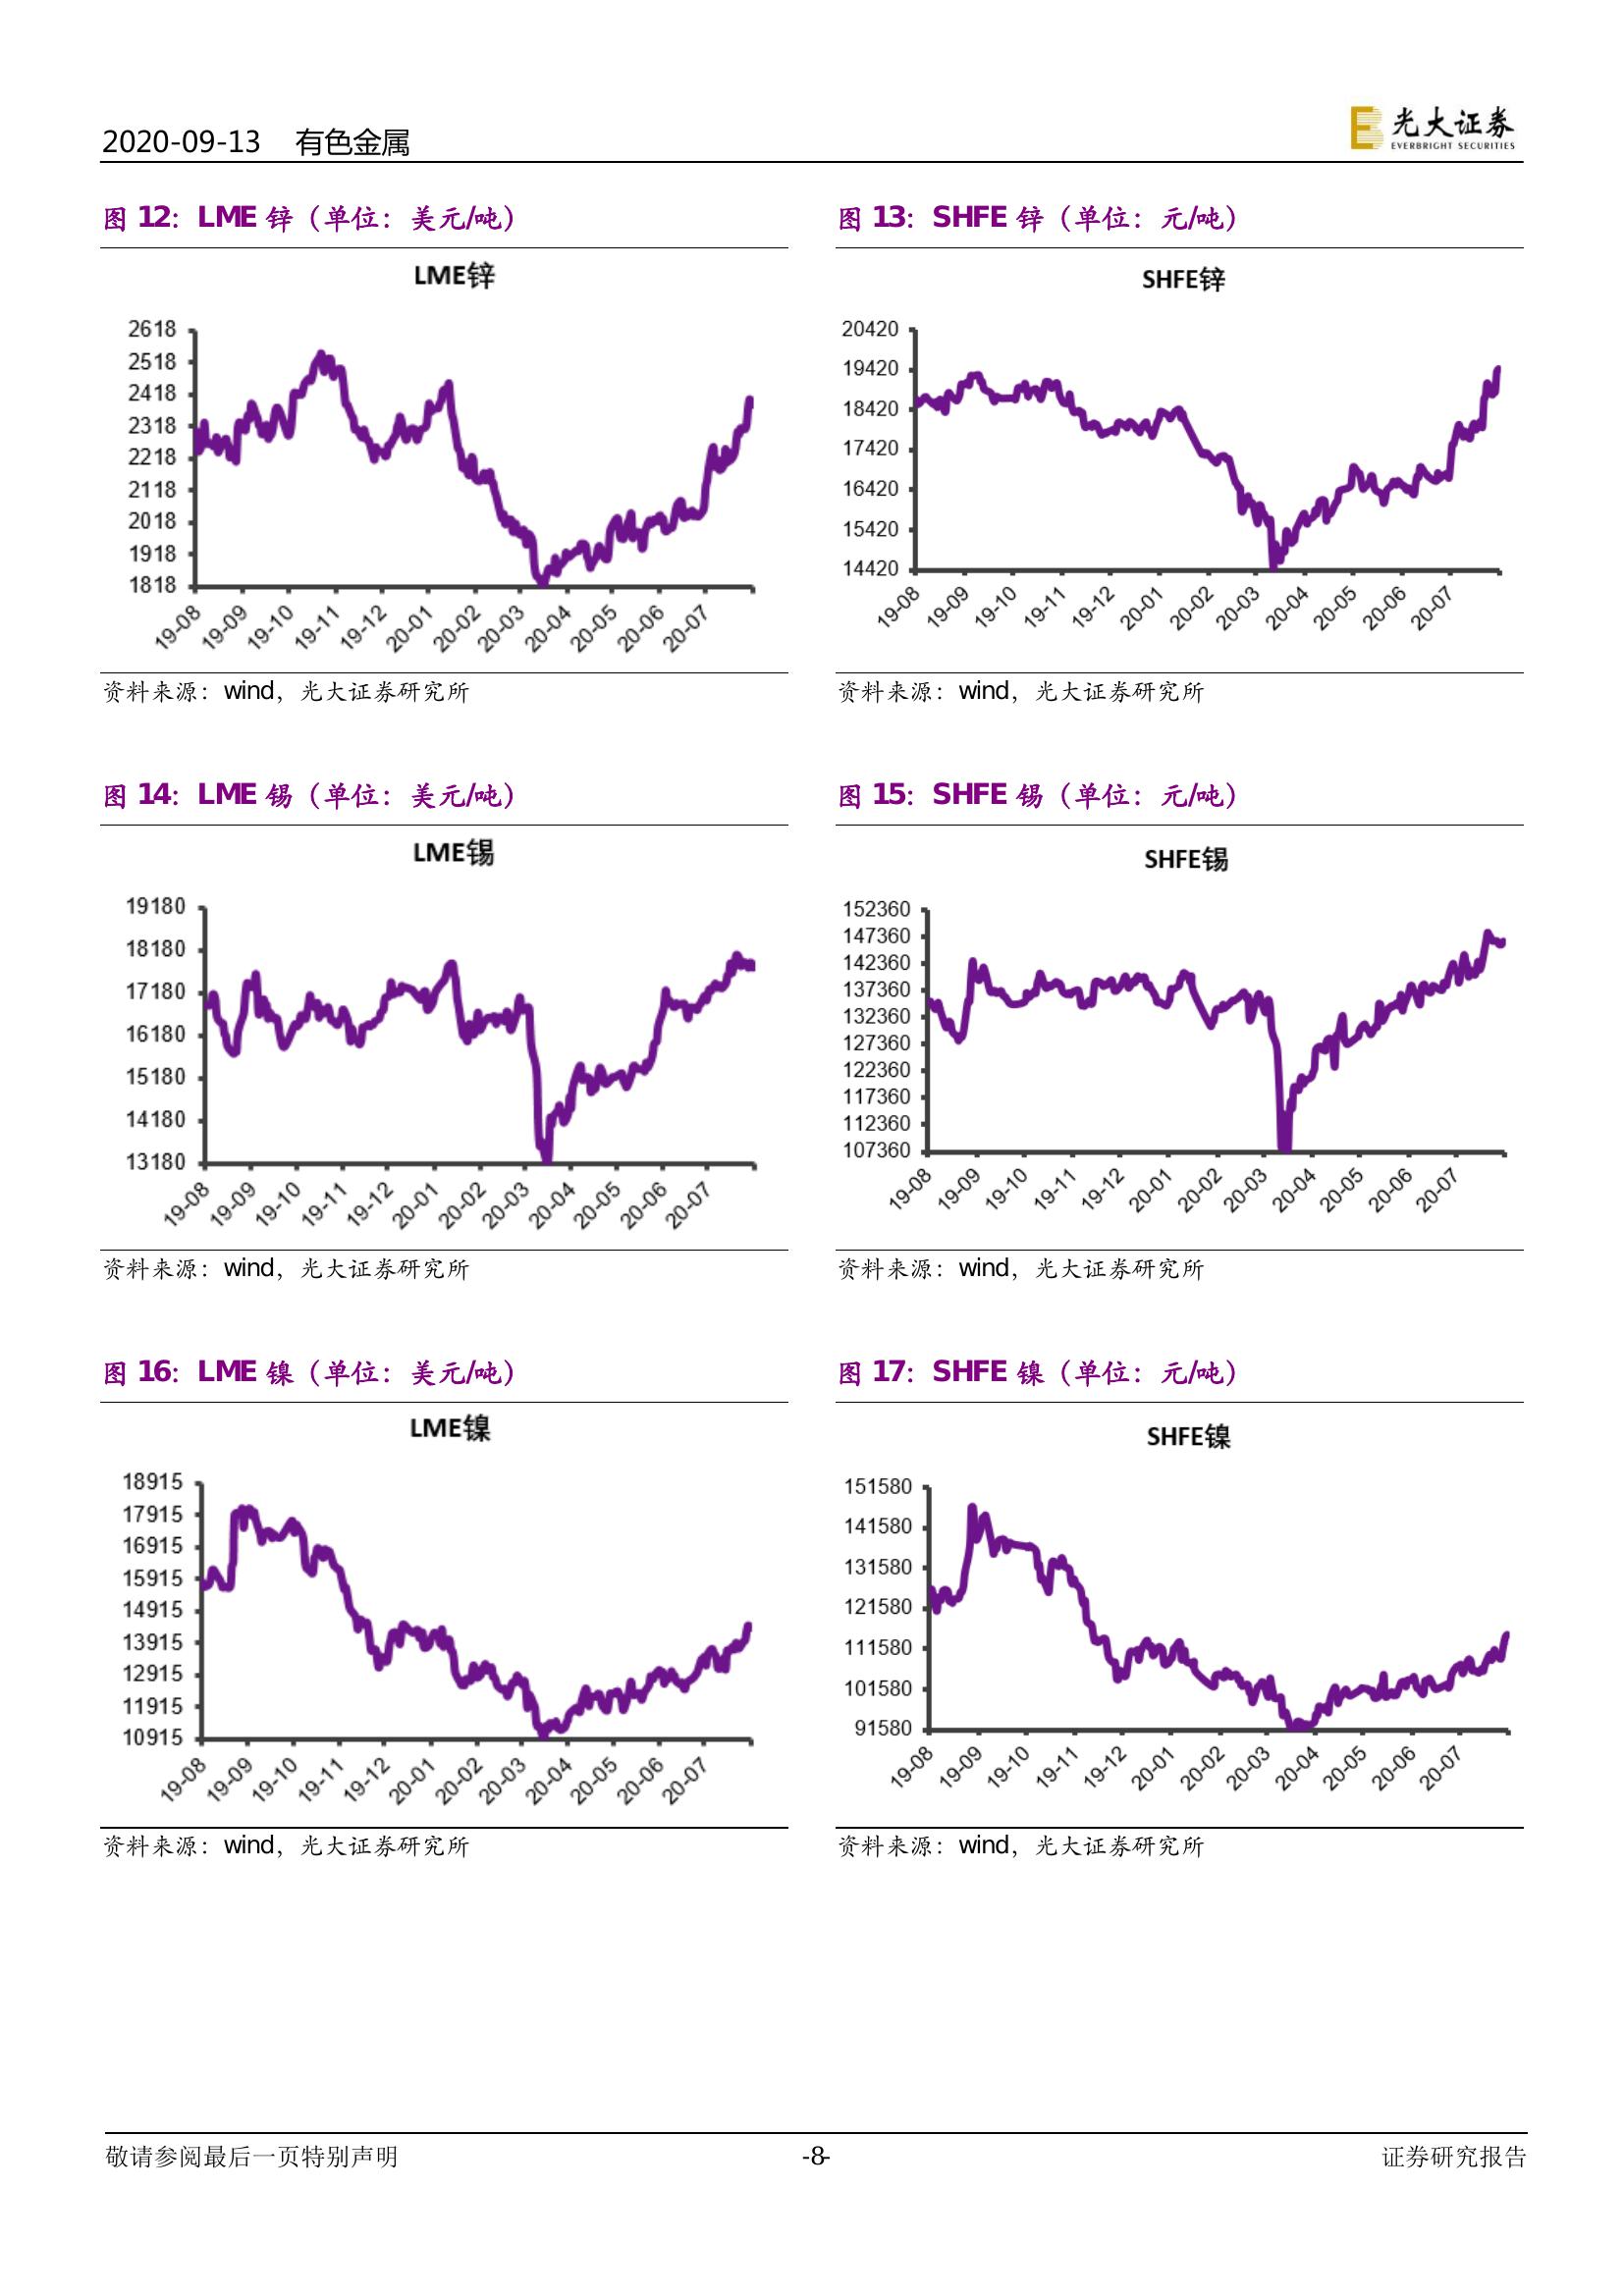 2020-09-13 有色金属
光大证券
EVERBRIGHT SECURITIES
图 12：LME 锌（单位：美元/吨）
LME锌
2618
2518
2418
2318
2218
2118
2018
1918
1818
19-08 19-09 19-10 19-11 19-12 20-01 20-02 20-03 20-04 20-05 20-06 20-07
资料来源：wind，光大证券研究所
图 13：SHFE 锌（单位：元/吨）
SHFE锌
20420
19420
18420
17420
16420
15420
14420
19-08 19-09 19-10 19-11 19-12 20-01 20-02 20-03 20-04 20-05 20-06 20-07
资料来源：wind，光大证券研究所
图 14：LME 锡（单位：美元/吨）
LME锡
19180
18180
17180
16180
15180
14180
13180
19-08 19-09 19-10 19-11 19-12 20-01 20-02 20-03 20-04 20-05 20-06 20-07
资料来源：wind，光大证券研究所
图 15：SHFE 锡（单位：元/吨）
SHFE锡
152360
147360
142360
137360
132360
127360
122360
117360
112360
107360
19-08 19-09 19-10 19-11 19-12 20-01 20-02 20-03 20-04 20-05 20-06 20-07
资料来源：wind，光大证券研究所
图 16：LME 镍（单位：美元/吨）
LME镍
18915
17915
16915
15915
14915
13915
12915
11915
10915
19-08 19-09 19-10 19-11 19-12 20-01 20-02 20-03 20-04 20-05 20-06 20-07
资料来源：wind，光大证券研究所
图 17：SHFE 镍（单位：元/吨）
SHFE镍
151580
141580
131580
121580
111580
101580
91580
19-08 19-09 19-10 19-11 19-12 20-01 20-02 20-03 20-04 20-05 20-06 20-07
资料来源：wind，光大证券研究所
敬请参阅最后一页特别声明 -8- 证券研究报告